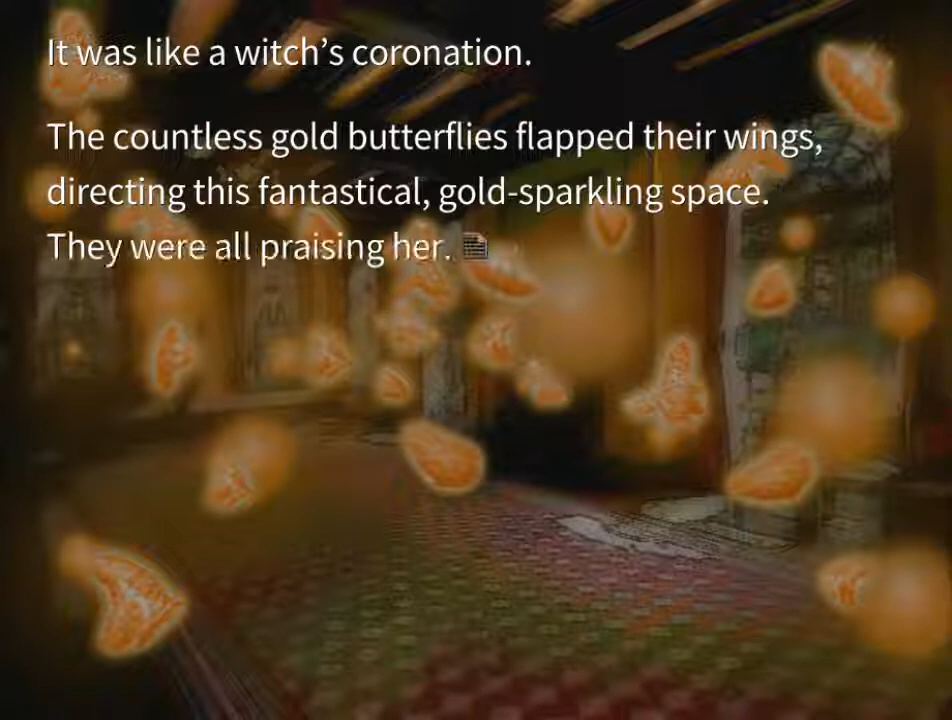 It was like a witch’s coronation.
The countless gold butterflies flapped their wings,
directing this fantastical, gold-sparkling space.
They were all praising her.